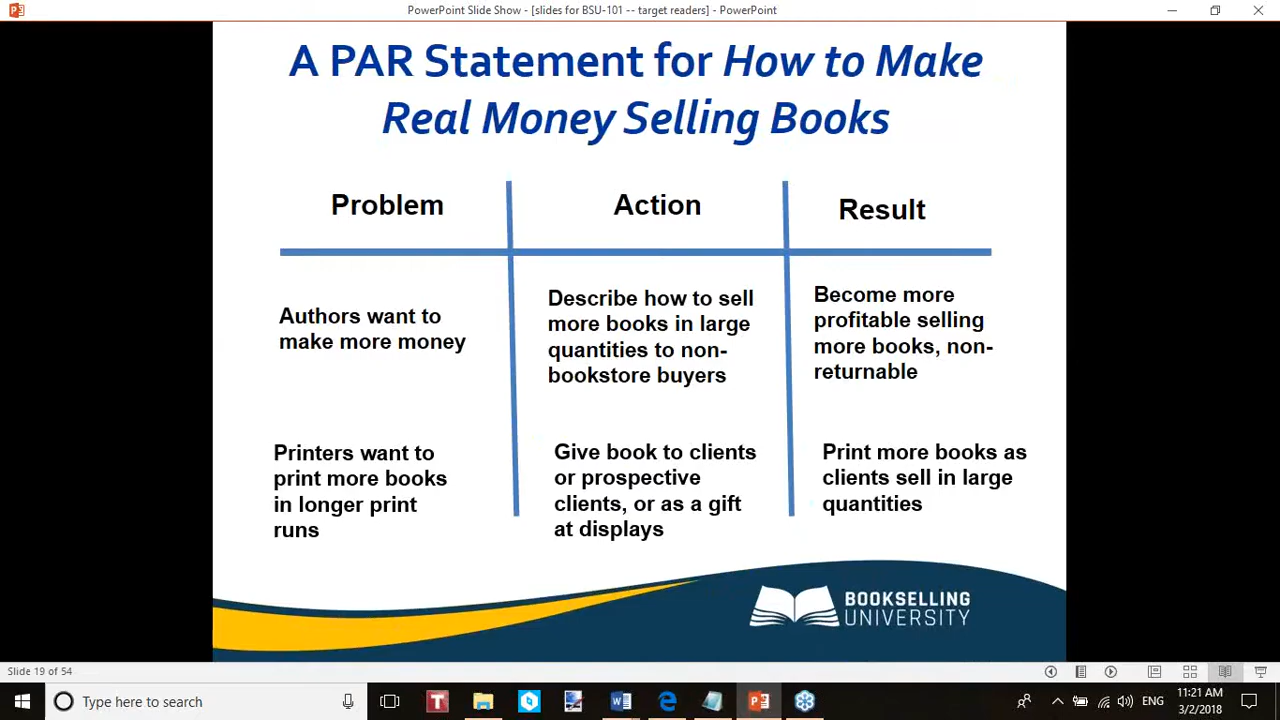 PowerPoint Slide Show - [slides for BSU-101 -- target readers] - PowerPoint
A PAR Statement for How to Make
Real Money Selling Books
Problem
Action
Result
Authors want to
make more money
Describe how to sell
more books in large
quantities to non-
bookstore buyers
Become more
profitable selling
more books, non-
returnable
Printers want to
print more books
in longer print
runs
Give book to clients
or prospective
clients, or as a gift
at displays
Print more books as
clients sell in large
quantities
BOOKSELLING
UNIVERSITY
Slide 19 of 54
Type here to search
ENG
11:21 AM
3/2/2018